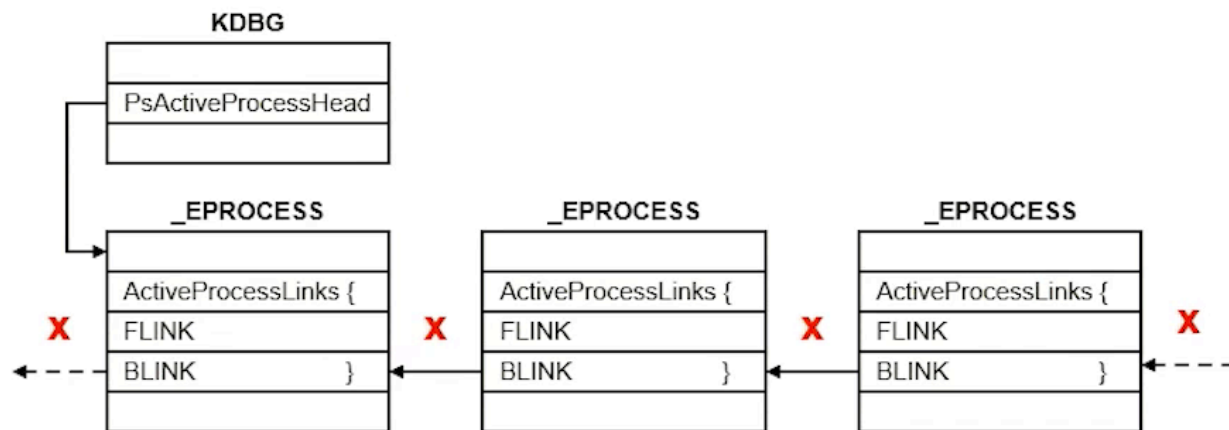 KDBG
PsActiveProcessHead
_EPROCESS
_EPROCESS
_EPROCESS
ActiveProcessLinks {
ActiveProcessLinks {
ActiveProcessLinks {
X
FLINK
X
FLINK
X
FLINK
X
BLINK }
BLINK }
BLINK }